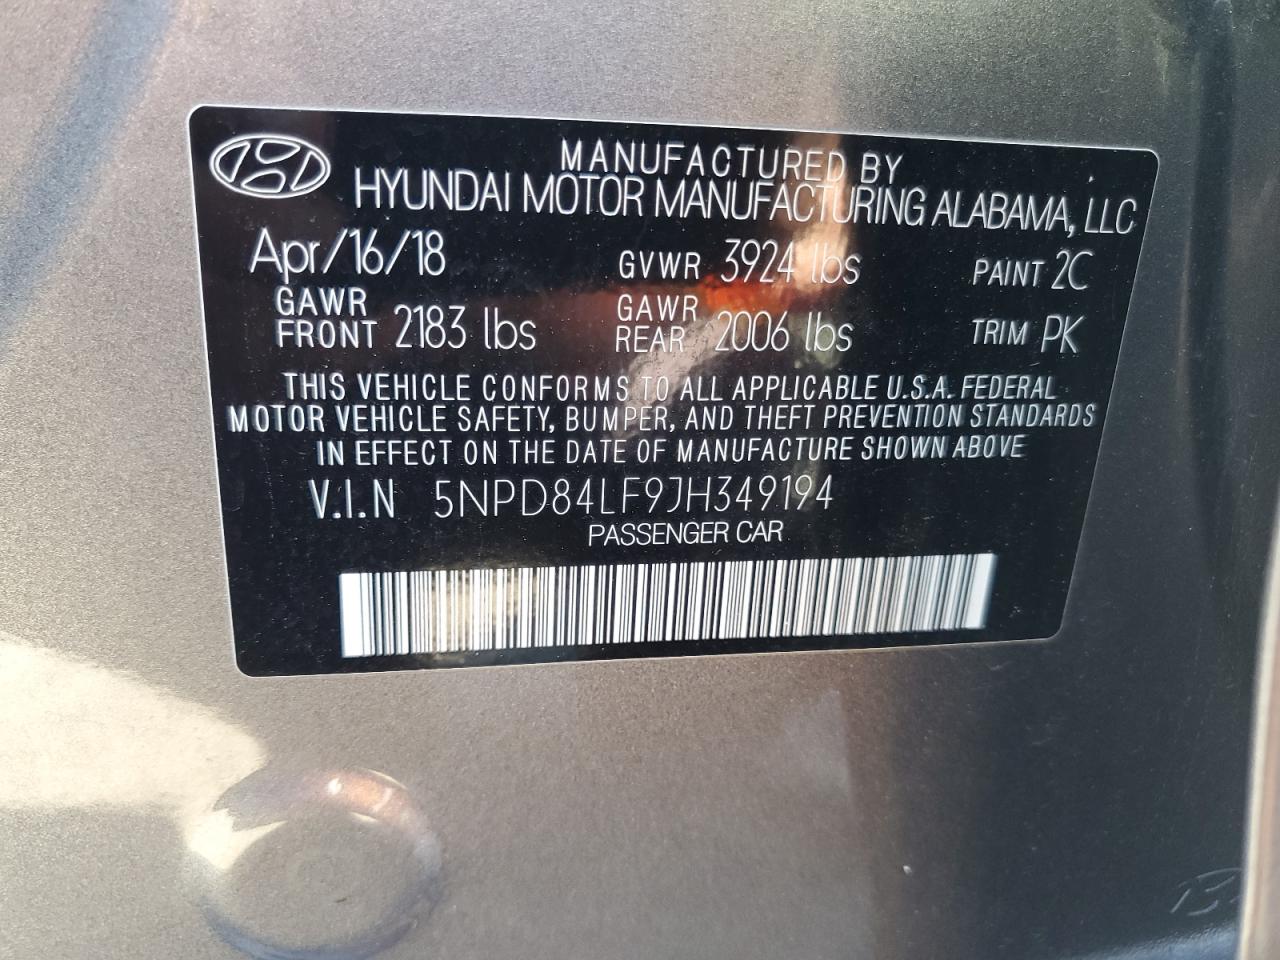 MANUFACTURED BY
HYUNDAI MOTOR MANUFACTURING ALABAMA, LLC
Apr/16/18 GVWR 3924 lbs PAINT 2C
GAWR FRONT 2183 lbs GAWR REAR 2006 lbs TRIM PK
THIS VEHICLE CONFORMS TO ALL APPLICABLE U.S.A. FEDERAL
MOTOR VEHICLE SAFETY, BUMPER, AND THEFT PREVENTION STANDARDS
IN EFFECT ON THE DATE OF MANUFACTURE SHOWN ABOVE
V.I.N 5NPD84LF9JH349194
PASSENGER CAR